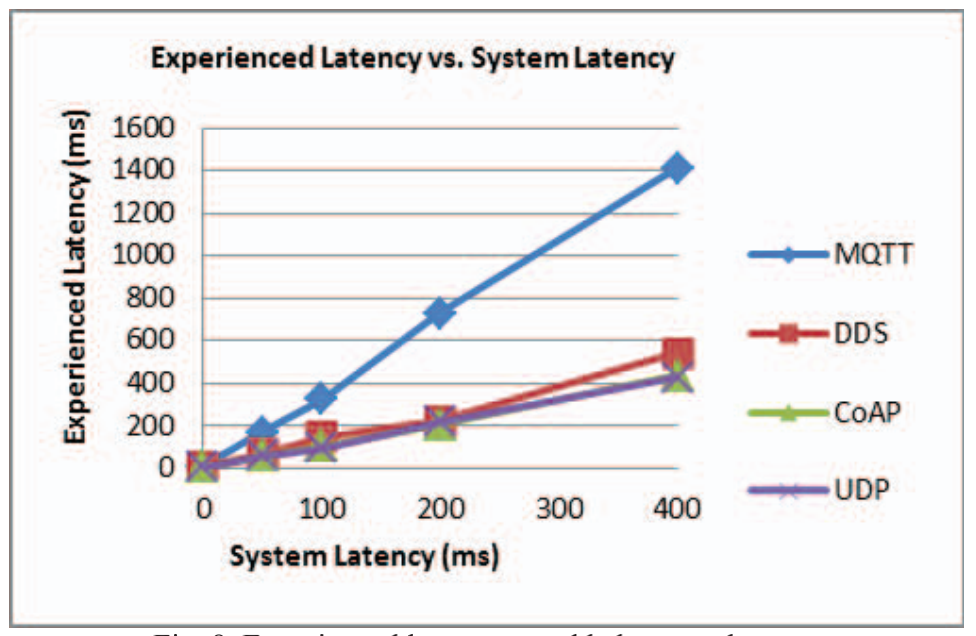 Experienced Latency vs. System Latency
Experienced Latency (ms)
1600
1400
1200
1000
800
600
400
200
0
0 100 200 300 400
System Latency (ms)
MQTT
DDS
CoAP
UDP